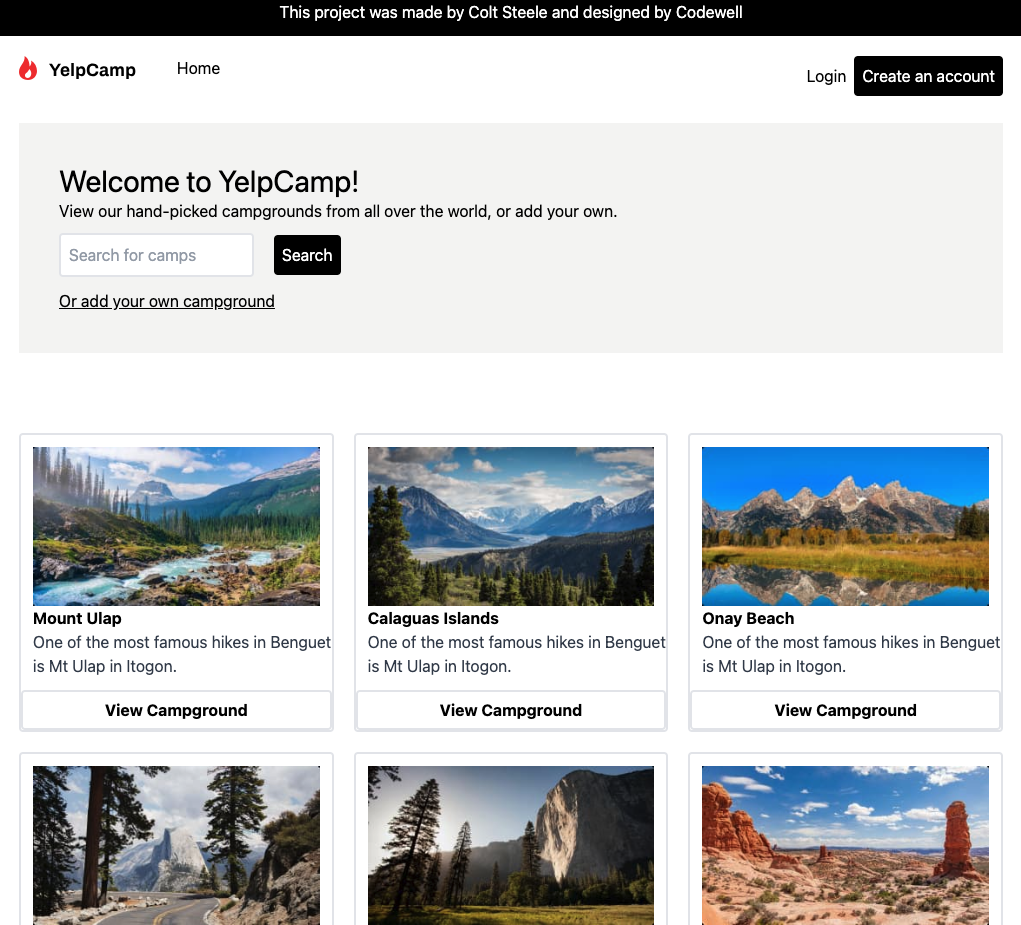 This project was made by Colt Steele and designed by Codewell
YelpCamp
Home
Login
Create an account
Welcome to YelpCamp!
View our hand-picked campgrounds from all over the world, or add your own.
Search for camps
Search
Or add your own campground
Mount Ulap
One of the most famous hikes in Benguet
is Mt Ulap in Itogon.
View Campground
Calaguas Islands
One of the most famous hikes in Benguet
is Mt Ulap in Itogon.
View Campground
Onay Beach
One of the most famous hikes in Benguet
is Mt Ulap in Itogon.
View Campground